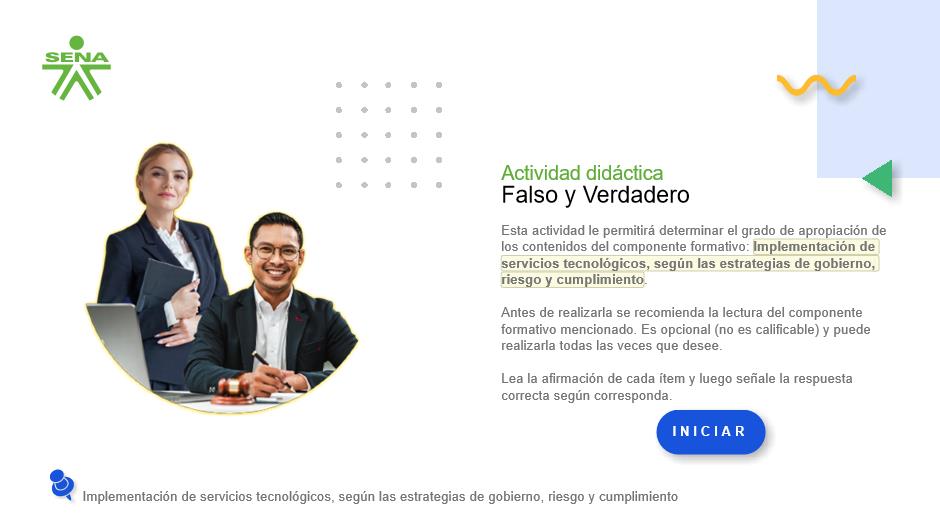 SENA
Actividad didáctica
Falso y Verdadero
Esta actividad le permitirá determinar el grado de apropiación de
los contenidos del componente formativo: Implementación de
servicios tecnológicos, según las estrategias de gobierno,
riesgo y cumplimiento.
Antes de realizarla se recomienda la lectura del componente
formativo mencionado. Es opcional (no es calificable) y puede
realizarla todas las veces que desee.
Lea la afirmación de cada ítem y luego señale la respuesta
correcta según corresponda.
INICIAR
Implementación de servicios tecnológicos, según las estrategias de gobierno, riesgo y cumplimiento